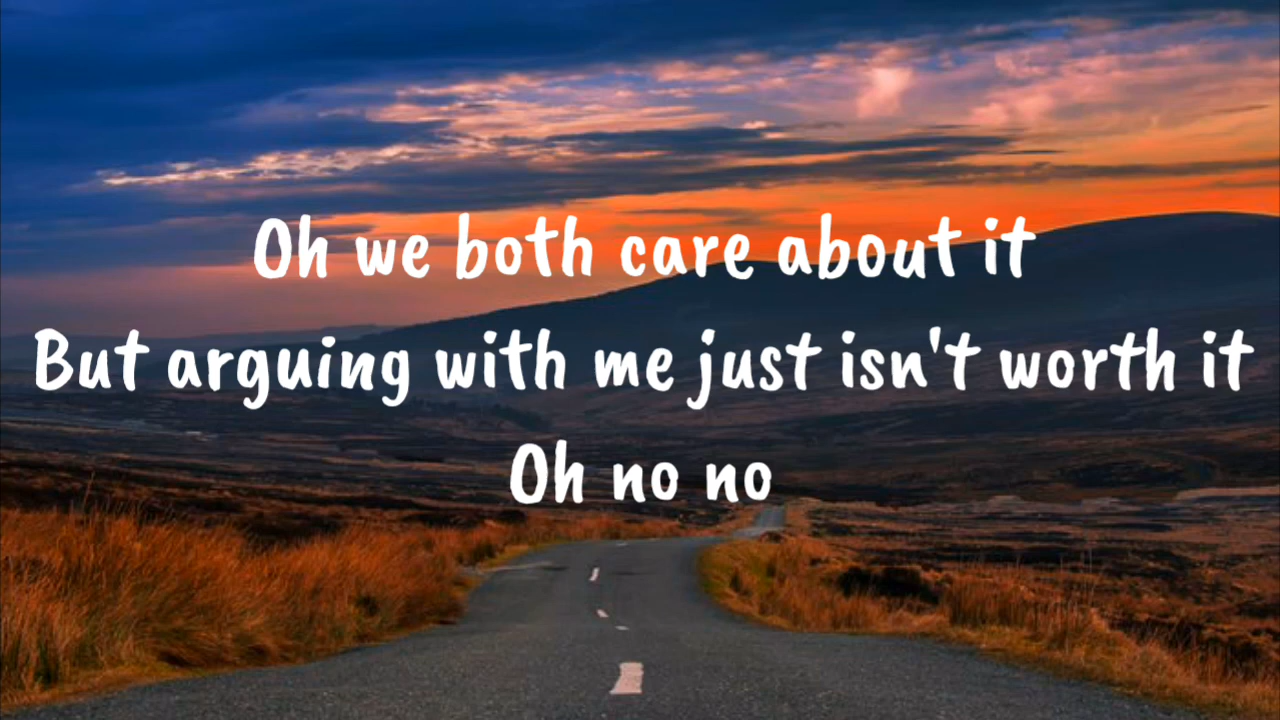 Oh we both care about it
But arguing with me just isn't worth it
Oh no no